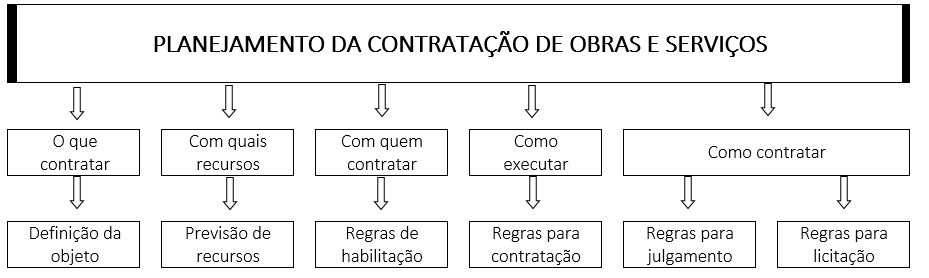 PLANEJAMENTO DA CONTRATAÇÃO DE OBRAS E SERVIÇOS
O que
contratar
Com quais
recursos
Com quem
contratar
Como
executar
Como contratar
Definição da
objeto
Previsão de
recursos
Regras de
habilitação
Regras para
contratação
Regras para
julgamento
Regras para
licitação